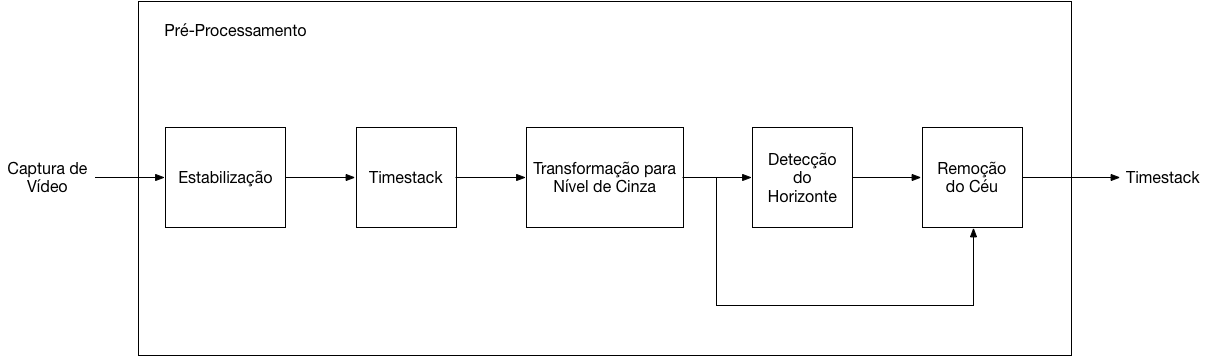 Pré-Processamento
Captura de
Vídeo
Estabilização
Timestack
Transformação para
Nível de Cinza
Detecção
do
Horizonte
Remoção
do Céu
Timestack